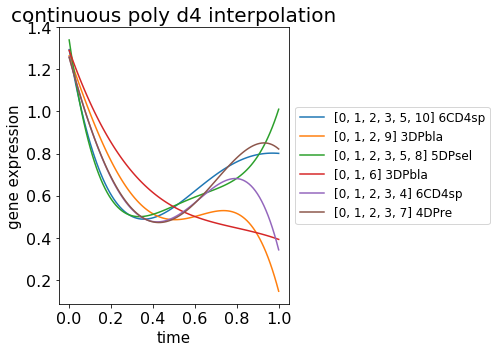 continuous poly d4 interpolation
gene expression
1.4
1.2
1.0
0.8
0.6
0.4
0.2
0.0 0.2 0.4 0.6 0.8 1.0
time
[0, 1, 2, 3, 5, 10] 6CD4sp
[0, 1, 2, 9] 3DPbla
[0, 1, 2, 3, 5, 8] 5DPsel
[0, 1, 6] 3DPbla
[0, 1, 2, 3, 4] 6CD4sp
[0, 1, 2, 3, 7] 4DPre